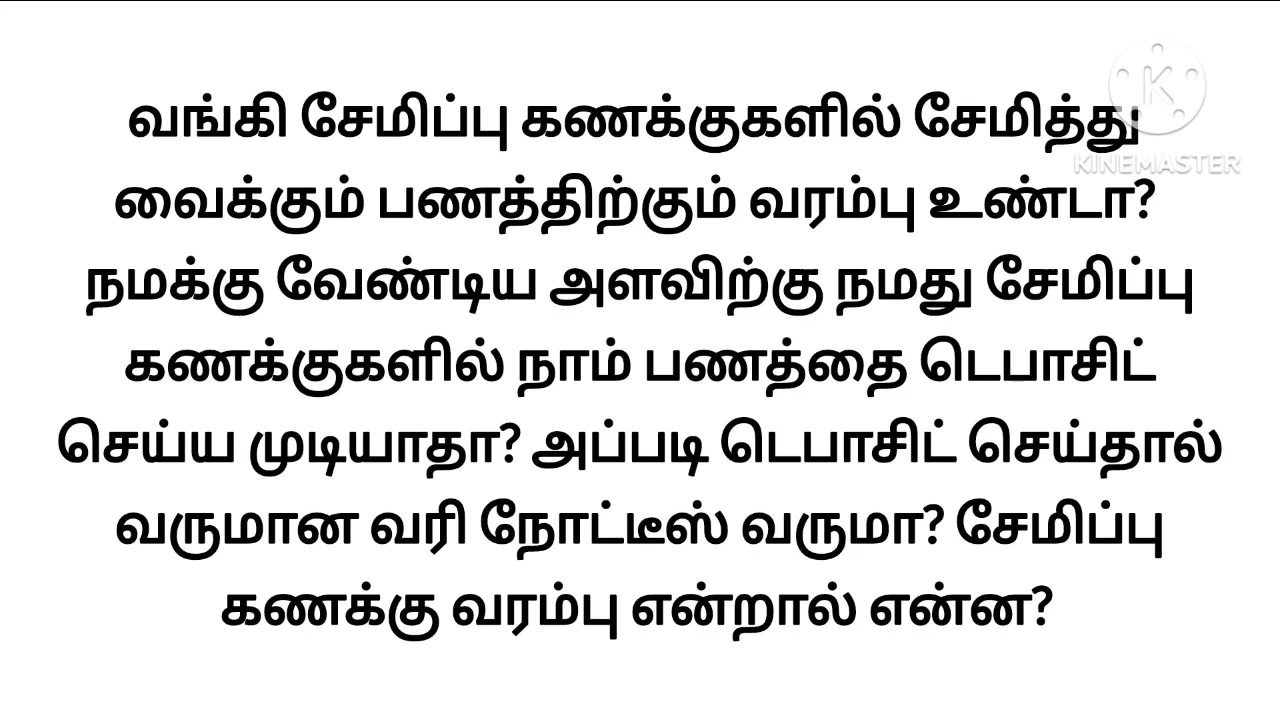 வங்கி சேமிப்பு கணக்குகளில் சேமித்து
வைக்கும் பணத்திற்கும் வரம்பு உண்டா?
நமக்கு வேண்டிய அளவிற்கு நமது சேமிப்பு
கணக்குகளில் நாம் பணத்தை டெபாசிட்
செய்ய முடியாதா? அப்படி டெபாசிட் செய்தால்
வருமான வரி நோட்டீஸ் வருமா? சேமிப்பு
கணக்கு வரம்பு என்றால் என்ன?
K
KINEMASTER